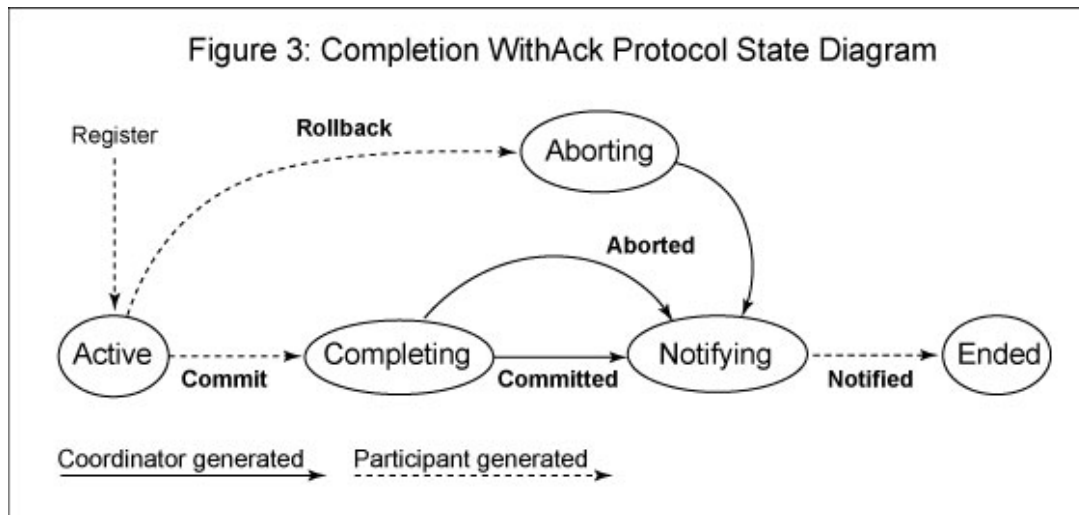 Figure 3: Completion WithAck Protocol State Diagram
Register
Rollback
Aborting
Aborted
Active
Commit
Completing
Committed
Notifying
Notified
Ended
Coordinator generated
Participant generated